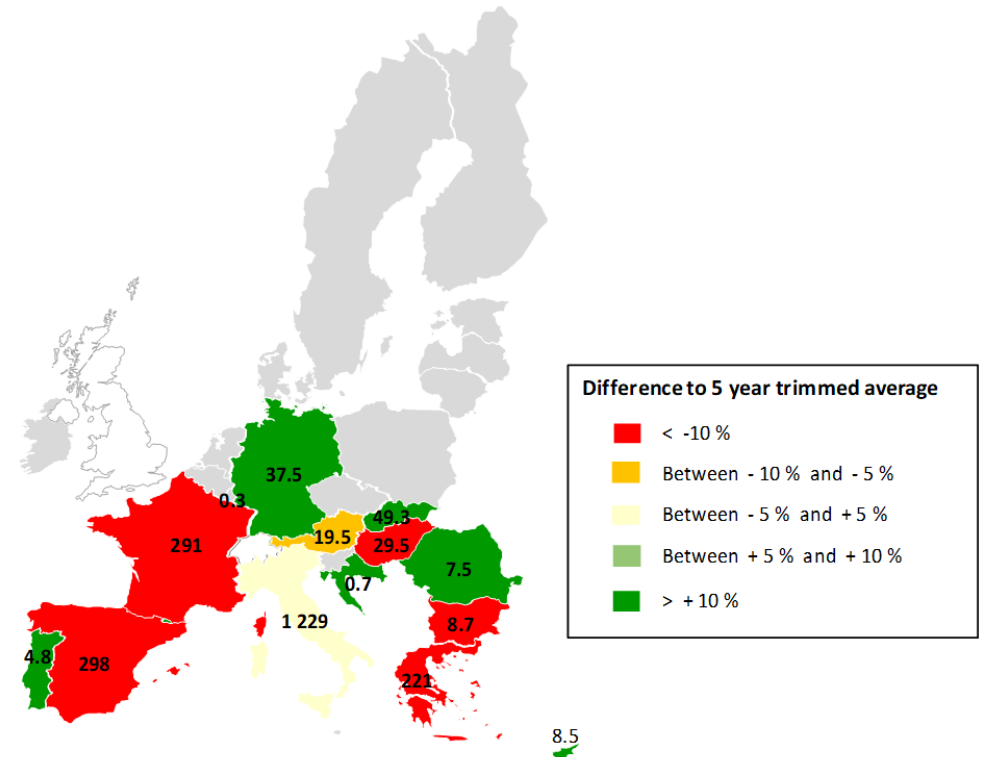 Difference to 5 year trimmed average
< -10 %
Between - 10 % and - 5 %
Between - 5 % and + 5 %
Between + 5 % and + 10 %
> + 10 %
37.5
0.3
49.3
19.5
29.5
291
7.5
0.7
1 229
8.7
4.8
298
221
8.5